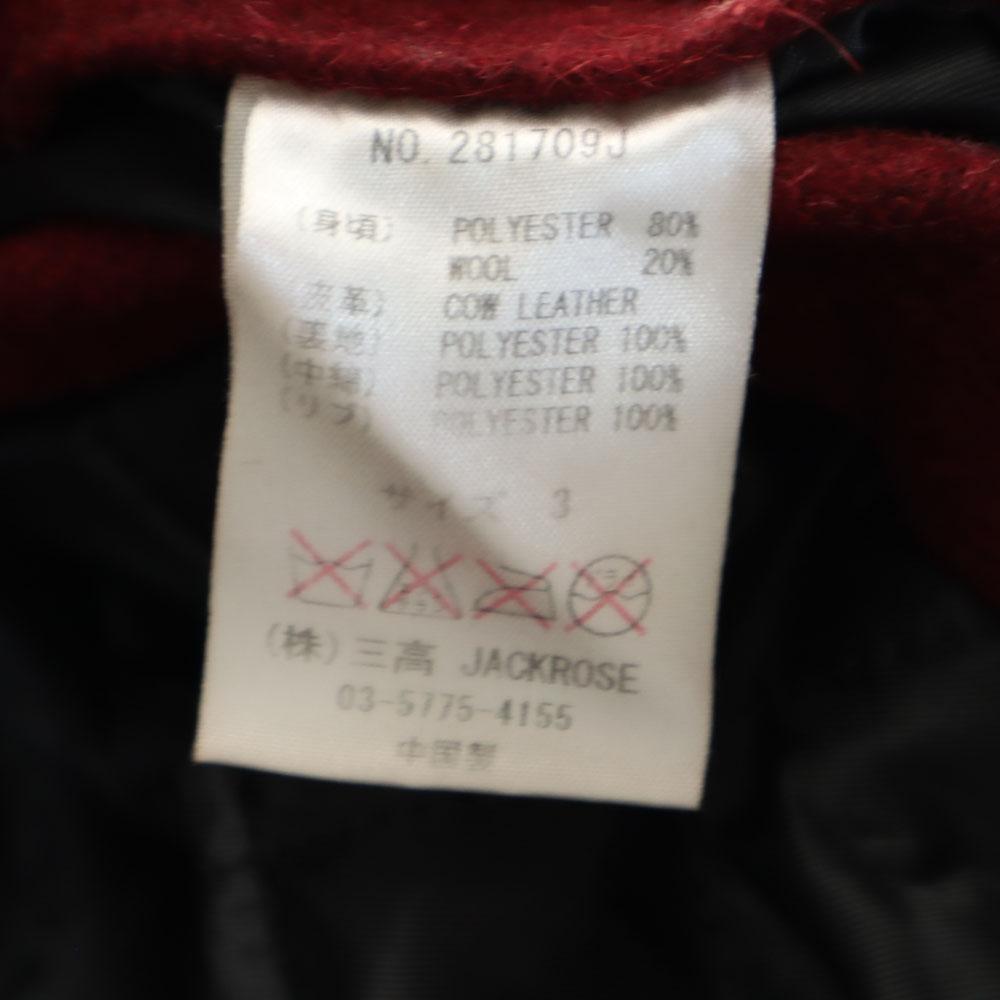 NO. 281709J
(身頃) POLYESTER 80%
WOOL 20%
皮革) COW LEATHER
(裏地) POLYESTER 100%
(中綿) POLYESTER 100%
(リブ) POLYESTER 100%
サイズ 3
(株)三高 JACKROSE
03-5775-4155
中国製